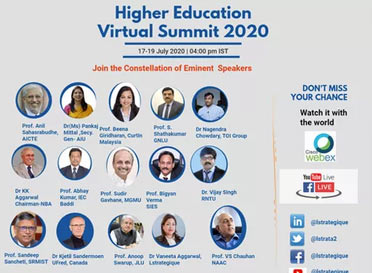 Higher Education
Virtual Summit 2020
17-19 July 2020 | 04:00 pm IST
Join the Constellation of Eminent Speakers
Prof. Anil
Sahasrabudhe,
AICTE
Dr(Ms) Pankaj
Mittal ,Secy.
Gen- AIU
Prof. Beena
Giridharan, Curtin
Malaysia
Prof. S.
Shathakumar
GNLU
Dr Nagendra
Chowdary, TOI Group
Dr KK
Aggarwal
Chairman-NBA
Prof. Abhay
Kumar, IEC
Baddi
Prof. Sudir
Gavhane, MGMU
Prof. Bigyan
Verma
SIES
Dr. Vijay Singh
RNTU
Prof. Sandeep
Sancheti, SRMIST
Dr Kjetil Sandermoen
UFred, Canada
Prof. Anoop
Swarup, JLU
Dr Vaneeta Aggarwal,
Lstrategique
Prof. VS Chauhan
NAAC
DON'T MISS
YOUR CHANCE
Watch it with
the world
Cisco
webex
YouTube Live
LIVE
@lstrategique
@lstrata2
@lstrategique
@lstrategique